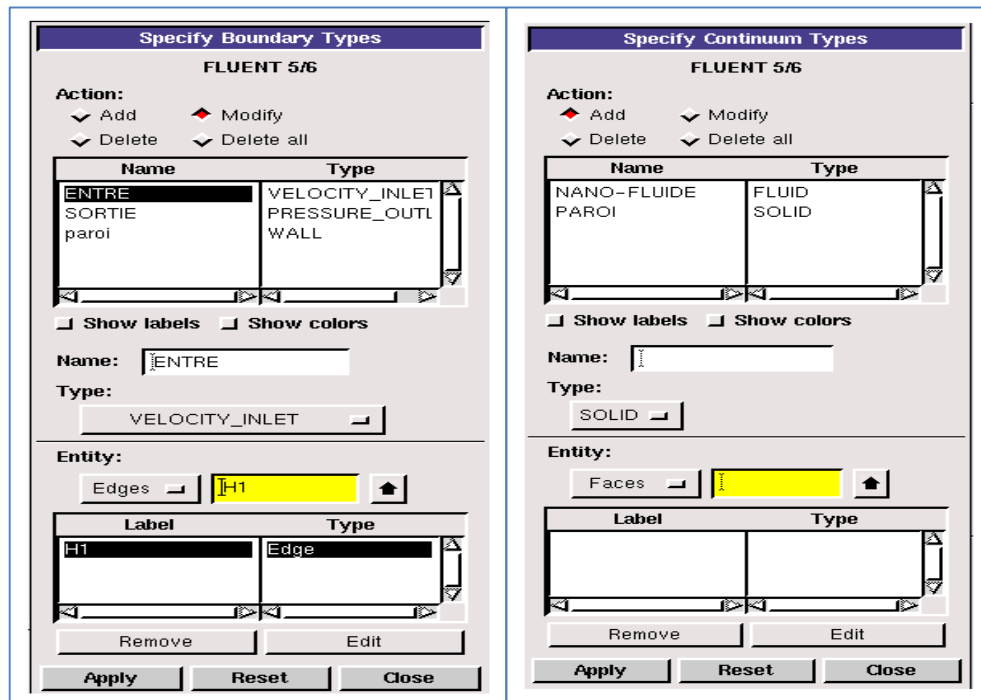 Specify Boundary Types
FLUENT 5/6
Action:
Add Modify
Delete Delete all
Name Type
ENTRE VELOCITY_INLET
SORTIE PRESSURE_OUTL
paroi WALL
Show labels Show colors
Name: ENTRE
Type:
VELOCITY_INLET
Entity:
Edges H1
Label Type
H1 Edge
Remove Edit
Apply Reset Close
Specify Continuum Types
FLUENT 5/6
Action:
Add Modify
Delete Delete all
Name Type
NANO-FLUIDE FLUID
PAROI SOLID
Show labels Show colors
Name:
Type:
SOLID
Entity:
Faces
Label Type
Remove Edit
Apply Reset Close